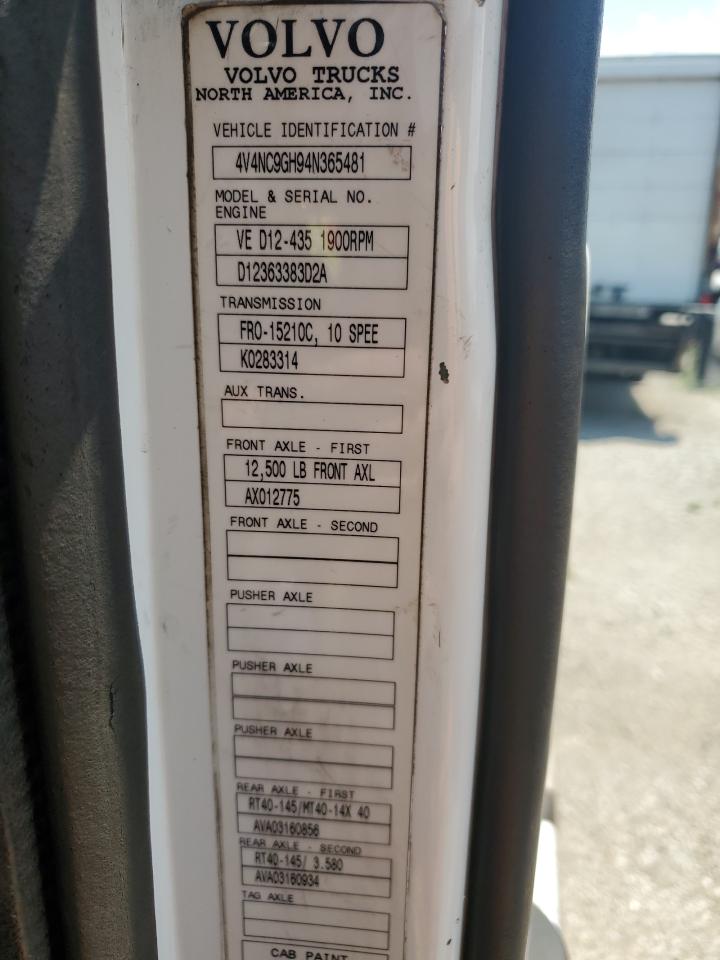 VOLVO
VOLVO TRUCKS
NORTH AMERICA, INC.
VEHICLE IDENTIFICATION #
4V4NC9GH94N365481
MODEL & SERIAL NO.
ENGINE
VE D12-435 1900RPM
D12363383D2A
TRANSMISSION
FRO-15210C, 10 SPEE
K0283314
AUX TRANS.
FRONT AXLE - FIRST
12,500 LB FRONT AXL
AX012775
FRONT AXLE - SECOND
PUSHER AXLE
PUSHER AXLE
PUSHER AXLE
REAR AXLE - FIRST
RT40-145/MT40-14X 40
AVA03160856
REAR AXLE - SECOND
RT40-145/ 3.580
AVA03160934
TAG AXLE
CAB PAINT